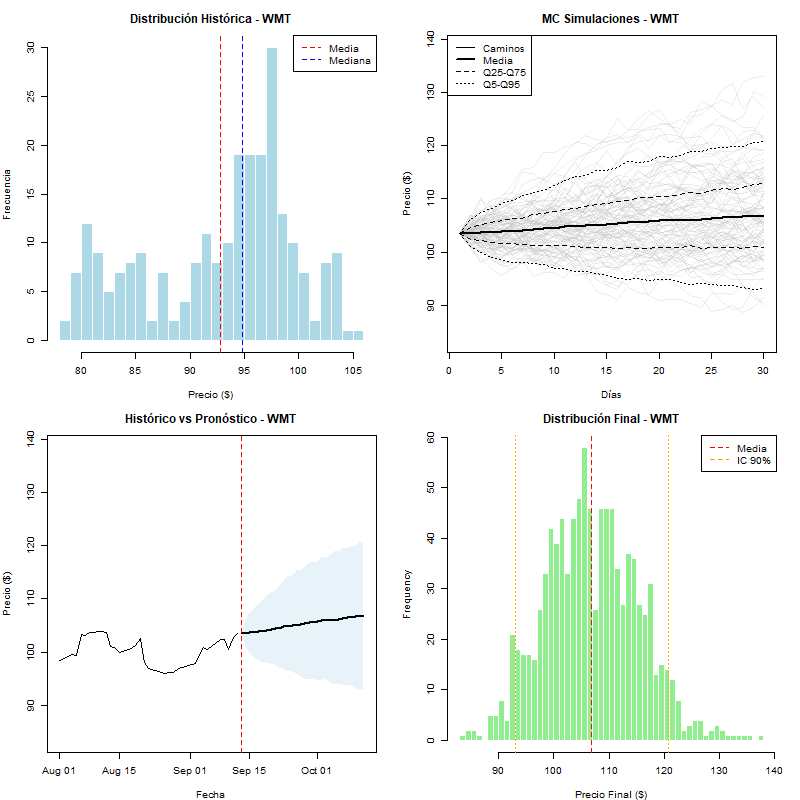 Distribución Histórica - WMT
Frecuencia
0
5
10
15
20
25
30
Media
Mediana
80
85
90
95
100
105
Precio ($)
MC Simulaciones - WMT
Precio ($)
90
100
110
120
130
140
Caminos
Media
Q25-Q75
Q5-Q95
0
5
10
15
20
25
30
Días
Histórico vs Pronóstico - WMT
Precio ($)
90
100
110
120
130
140
Aug 01
Aug 15
Sep 01
Sep 15
Oct 01
Fecha
Distribución Final - WMT
Frequency
0
10
20
30
40
50
60
Media
IC 90%
90
100
110
120
130
140
Precio Final ($)